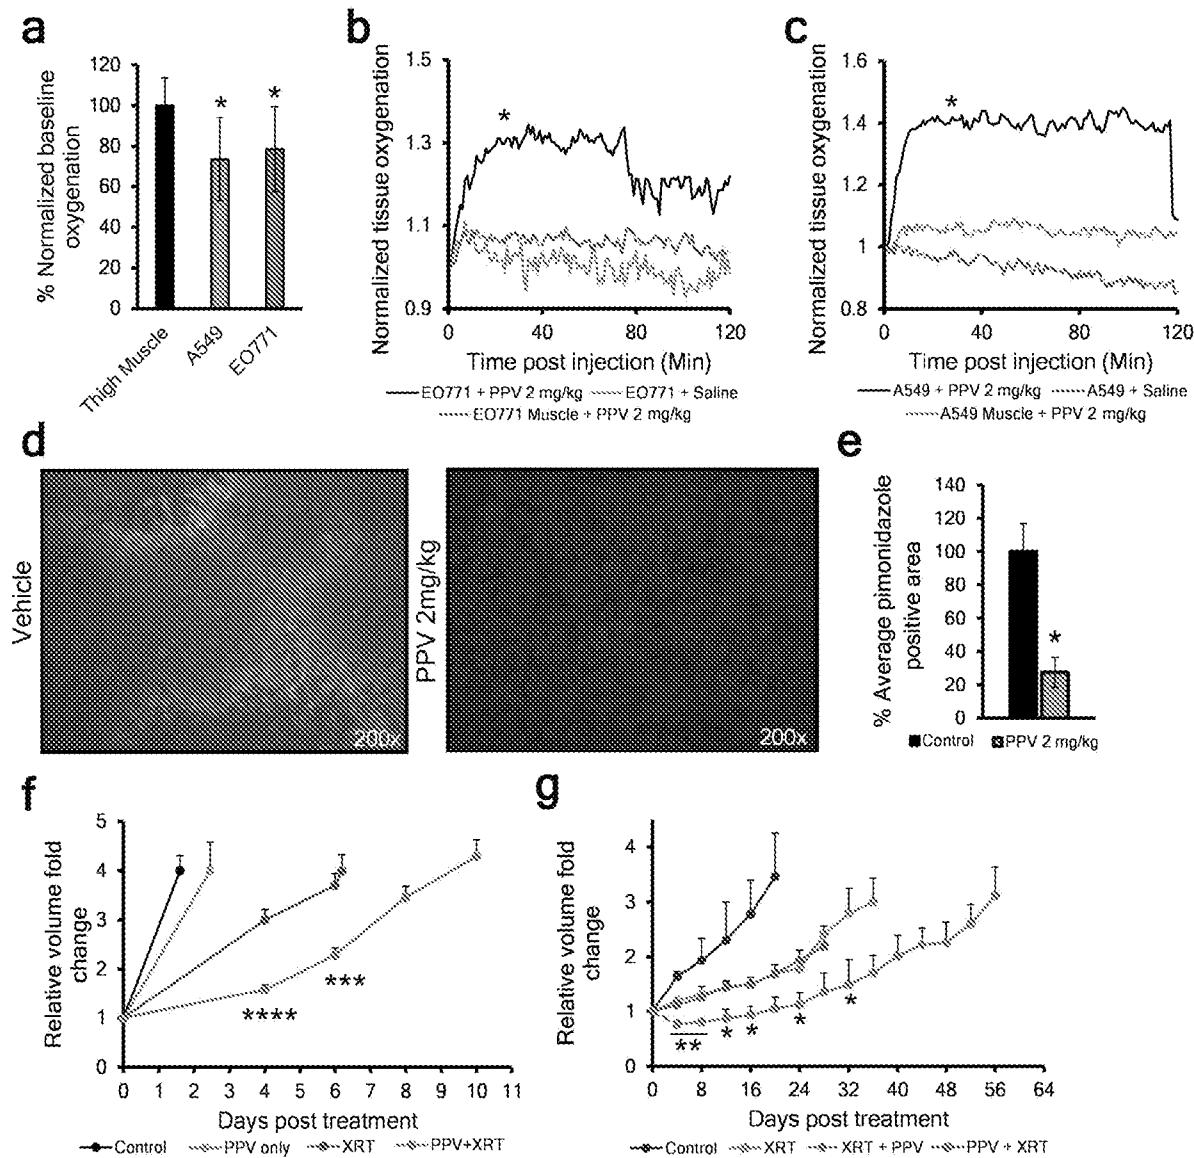 a
% Normalized baseline
oxygenation
120
100
80
60
40
20
0
*
*
Thigh Muscle
A549
EO771
b
Normalized tissue oxygenation
1.5
1.3
1.1
0.9
*
0 40 80 120
Time post injection (Min)
EO771 + PPV 2 mg/kg EO771 + Saline
EO771 Muscle + PPV 2 mg/kg
c
Normalized tissue oxygenation
1.6
1.4
1.2
1
0.8
*
0 40 80 120
Time post injection (Min)
A549 + PPV 2 mg/kg A549 + Saline
A549 Muscle + PPV 2 mg/kg
d
Vehicle
200x
PPV 2mg/kg
200x
e
% Average pimonidazole
positive area
140
120
100
80
60
40
20
0
*
Control PPV 2 mg/kg
f
Relative volume fold
change
5
4
3
2
1
0
****
***
0 1 2 3 4 5 6 7 8 9 10 11
Days post treatment
Control PPV only XRT PPV+XRT
g
Relative volume fold
change
4
3
2
1
0
**
*
*
*
*
0 8 16 24 32 40 48 56 64
Days post treatment
Control XRT XRT + PPV PPV + XRT